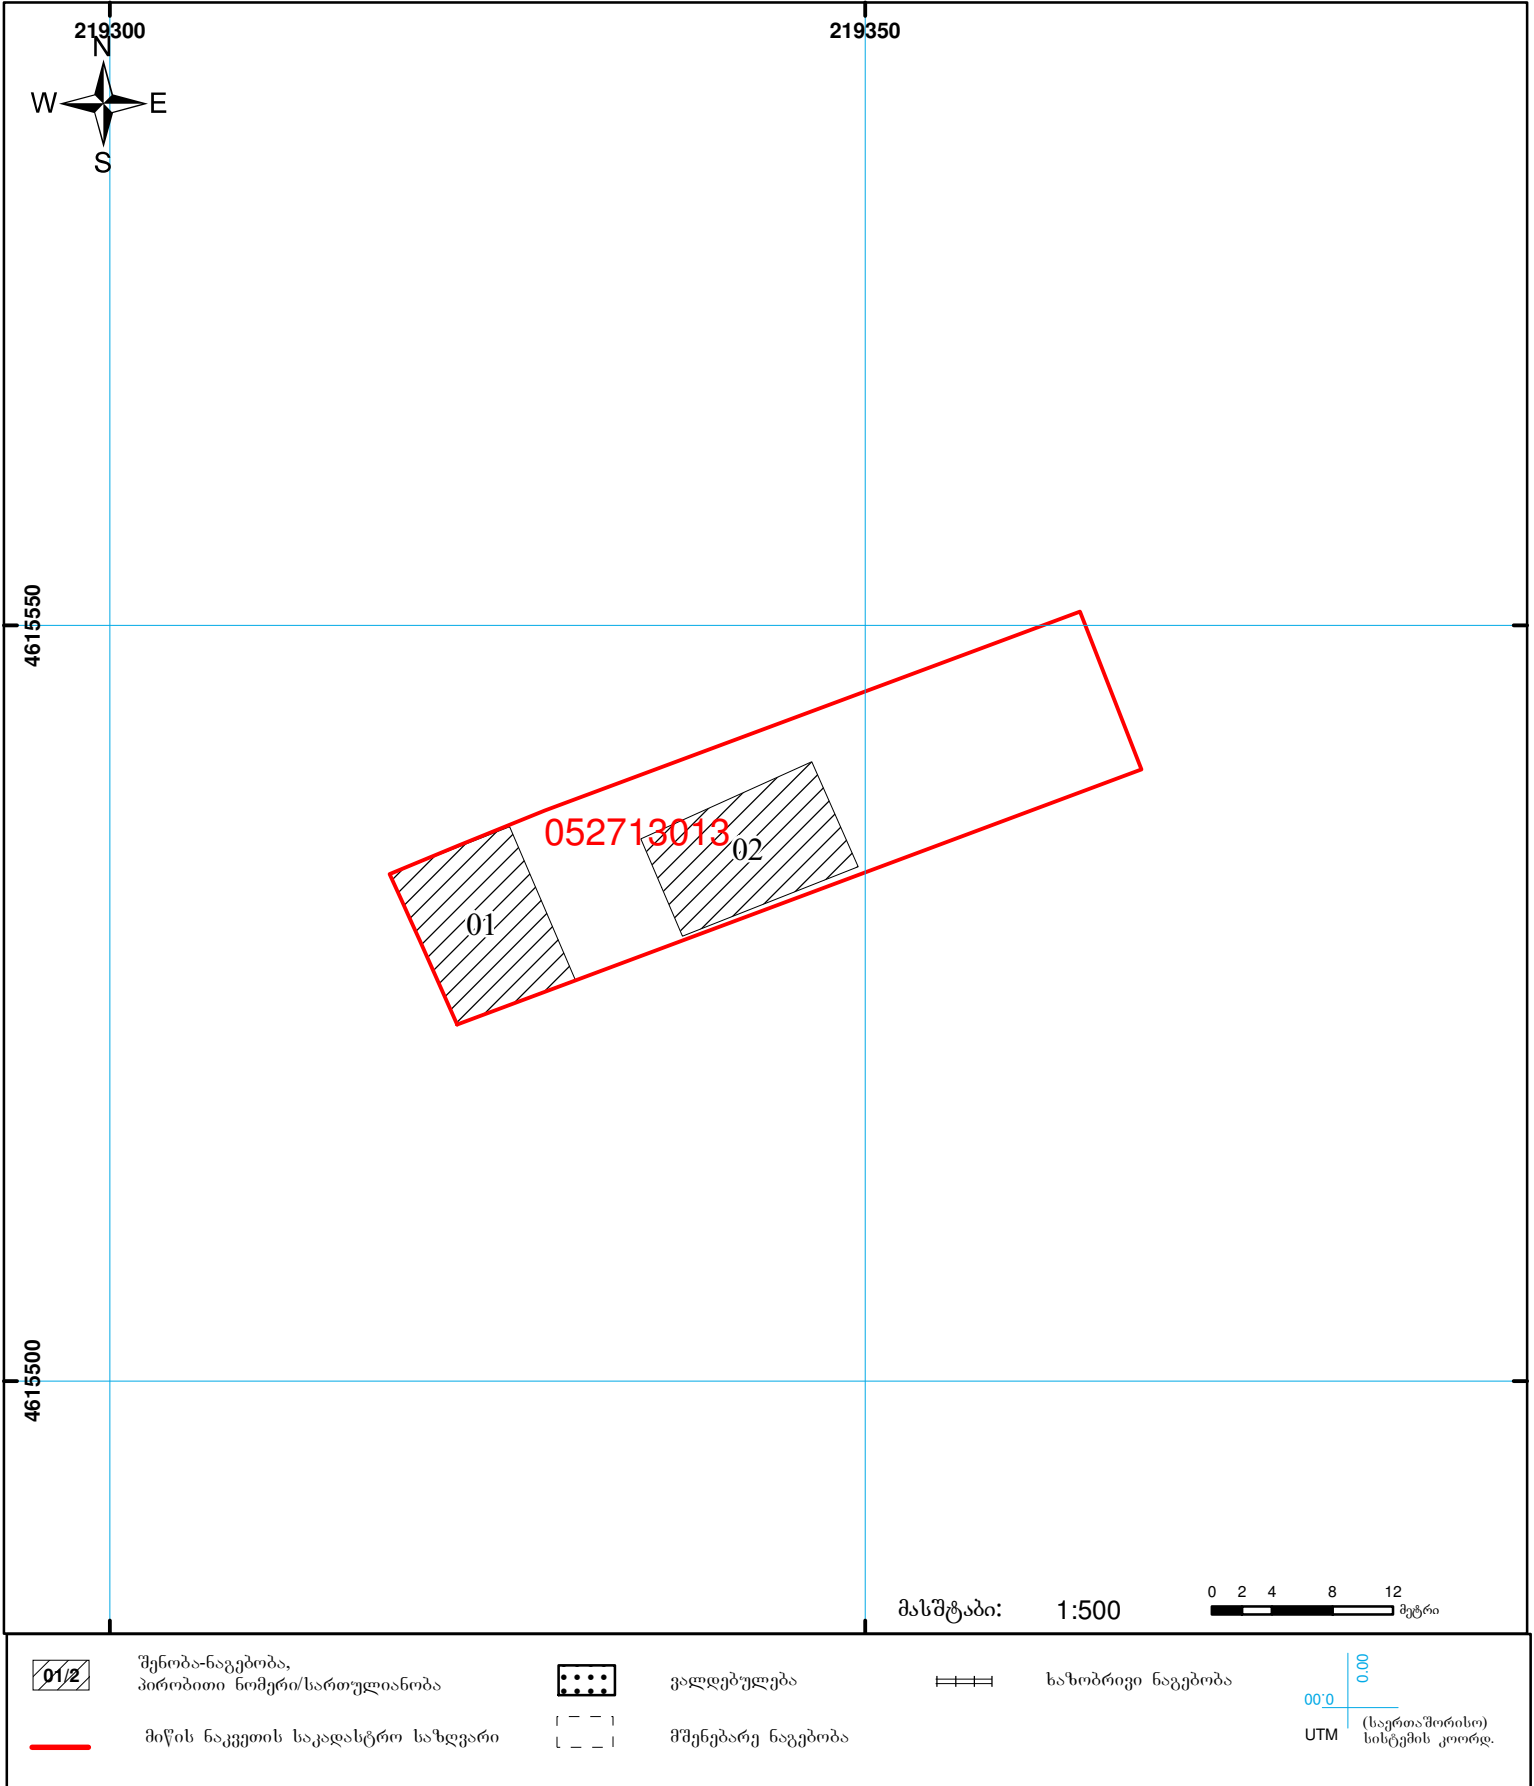 219300
219350
N
W
E
S
4615550
052713013
02
01
4615500
მასშტაბი: 1:500
0 2 4 8 12
მეტრი
01/2
შენობა-ნაგებობა,
პირობითი ნომერი/სართულიანობა
ვალდებულება
ხაზობრივი ნაგებობა
0.00
0.00
UTM
(საერთაშორისო)
სისტემის კოორდ.
მიწის ნაკვეთის საკადასტრო საზღვარი
მშენებარე ნაგებობა